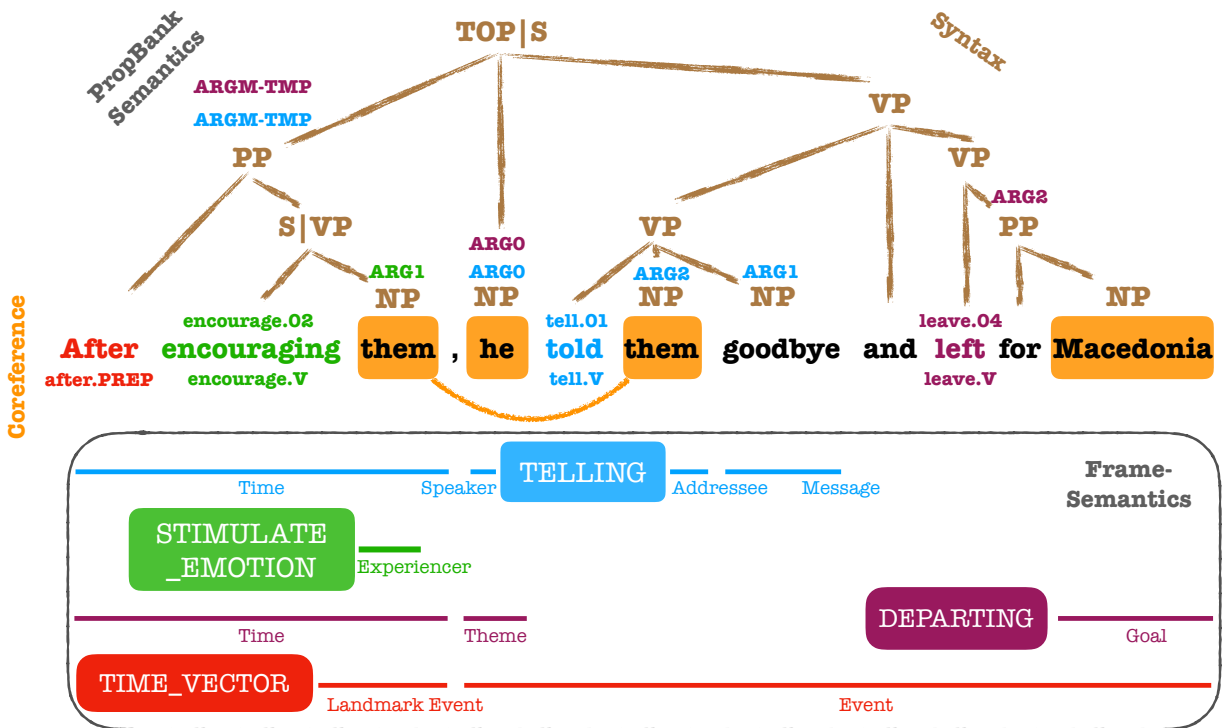 TOP|S
PropBank
Semantics
Syntax
ARGM-TMP
ARGM-TMP
VP
PP
VP
ARG2
S|VP
VP
PP
ARG0
ARG1
ARG0
ARG2
ARG1
NP
NP
NP
NP
NP
Coreference
encourage.02
tell.01
leave.04
After encouraging them , he told them goodbye and left for Macedonia
after.PREP
encourage.V
tell.V
leave.V
TELLING
Frame-
Semantics
Time
Speaker
Addressee
Message
STIMULATE
_EMOTION
Experiencer
DEPARTING
Time
Theme
Goal
TIME_VECTOR
Landmark Event
Event